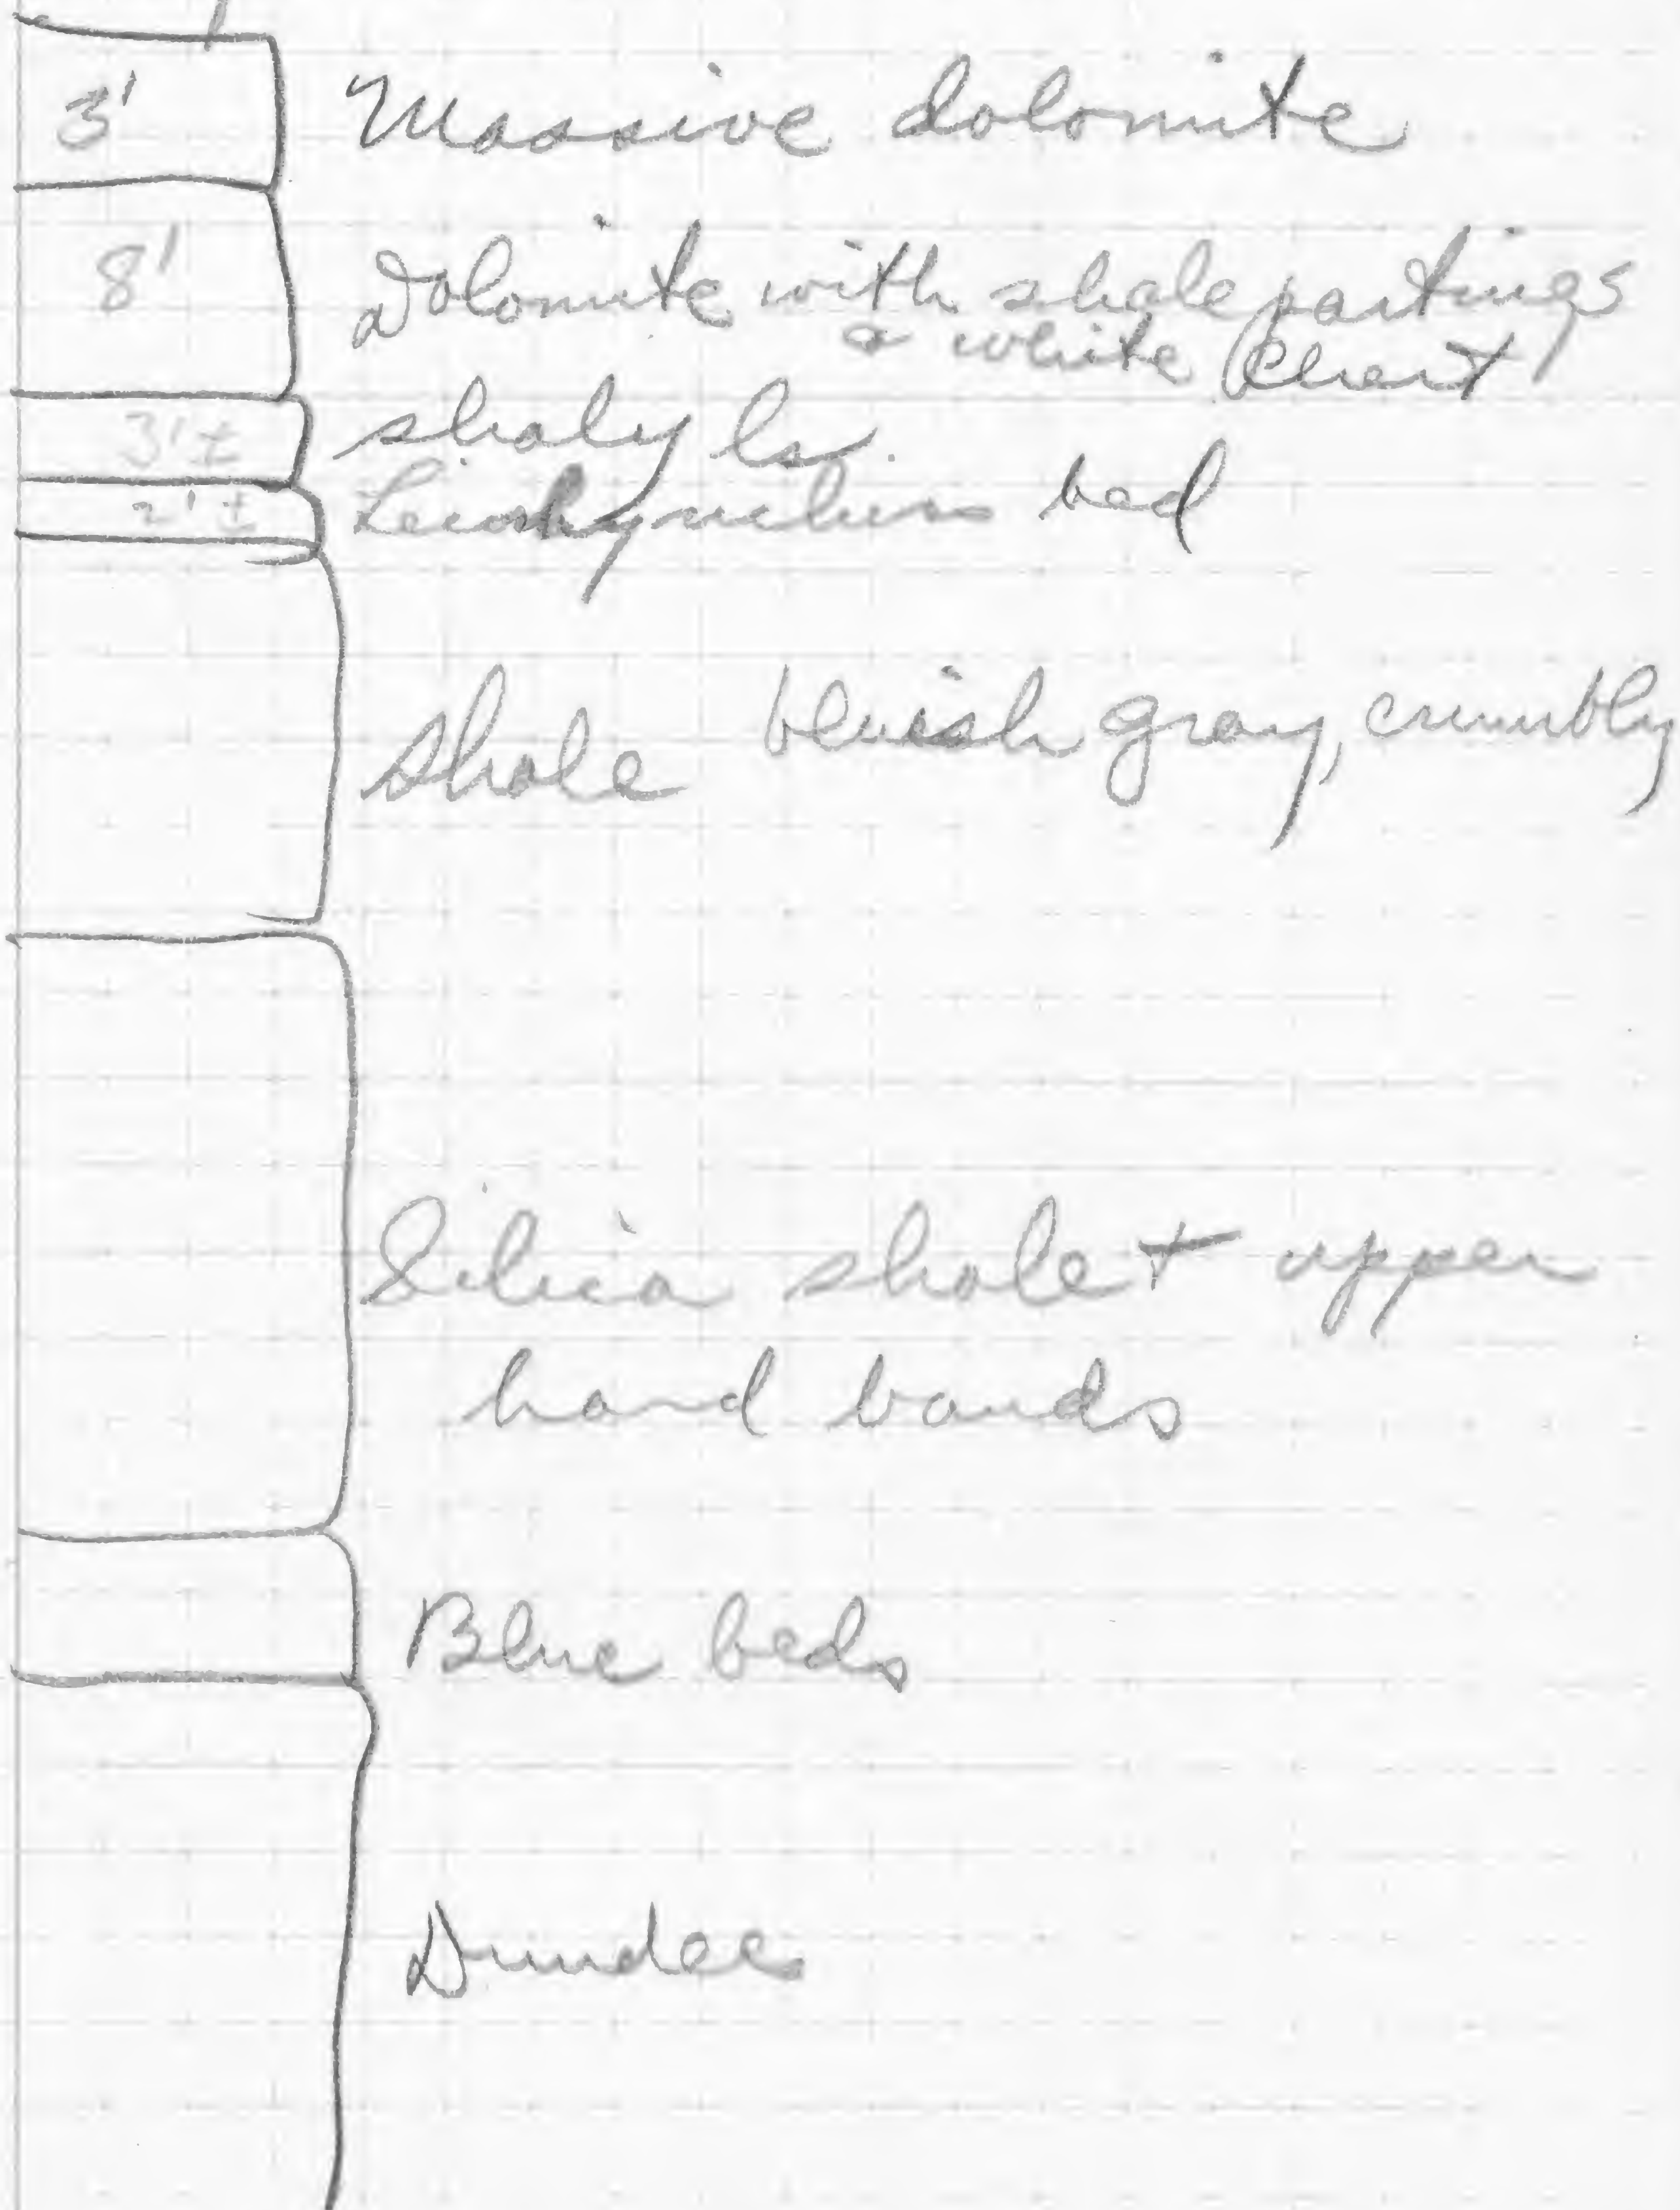 3' Massive dolomite
8' Dolomite with shale partings
& white chert
3'± shaly ls.
2'± Leiorhynchus bed
Shale bluish gray, crumbly
Silica shale + upper
hard bands
Blue beds
Dundee